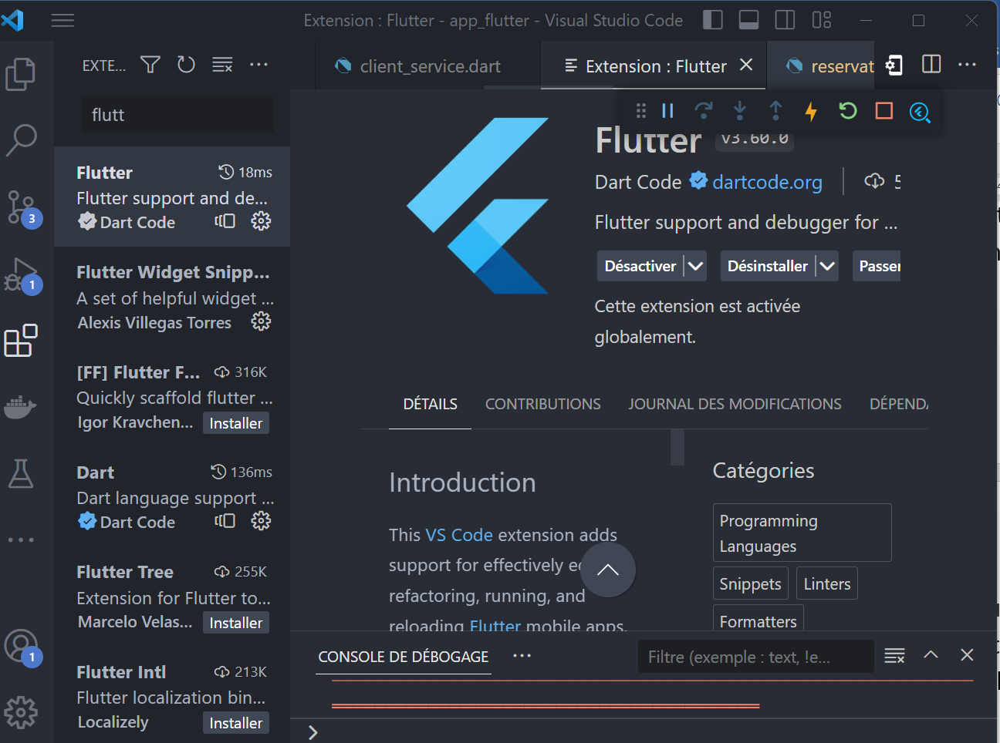 Extension : Flutter - app_flutter - Visual Studio Code
EXTE...
flutt
Flutter
18ms
Flutter support and de...
Dart Code
Flutter Widget Snipp...
A set of helpful widget ...
Alexis Villegas Torres
[FF] Flutter F...
316K
Quickly scaffold flutter ...
Igor Kravchen...
Installer
Dart
136ms
Dart language support ...
Dart Code
Flutter Tree
255K
Extension for Flutter to...
Marcelo Velas...
Installer
Flutter Intl
213K
Flutter localization bin...
Localizely
Installer
3
1
1
client_service.dart
Extension : Flutter
reservat
Flutter
v3.60.0
Dart Code
dartcode.org
5
Flutter support and debugger for ...
Désactiver
Désinstaller
Passer
Cette extension est activée
globalement.
DÉTAILS
CONTRIBUTIONS
JOURNAL DES MODIFICATIONS
DÉPENDA
Introduction
This VS Code extension adds
support for effectively e
refactoring, running, and
reloading Flutter mobile apps.
Catégories
Programming
Languages
Snippets
Linters
Formatters
CONSOLE DE DÉBOGAGE
Filtre (exemple : text, !e...